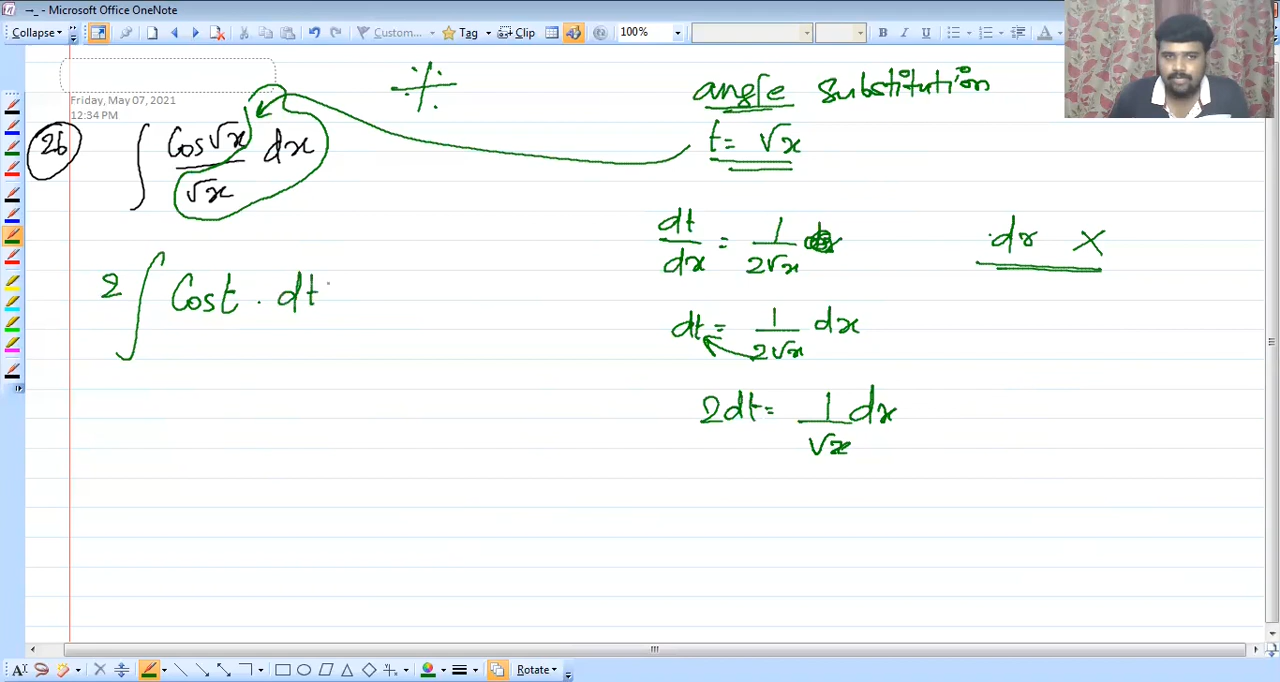 →_ - Microsoft Office OneNote
Collapse Custom... Tag Clip 100% B I U A
Friday, May 07, 2021
12:34 PM
26 ∫ Cos√x/√x dx
2 ∫ Cos t . dt
angle substitution
t = √x
dt/dx = 1/2√x
dx X
dt = 1/2√x dx
2dt = 1/√x dx
Rotate